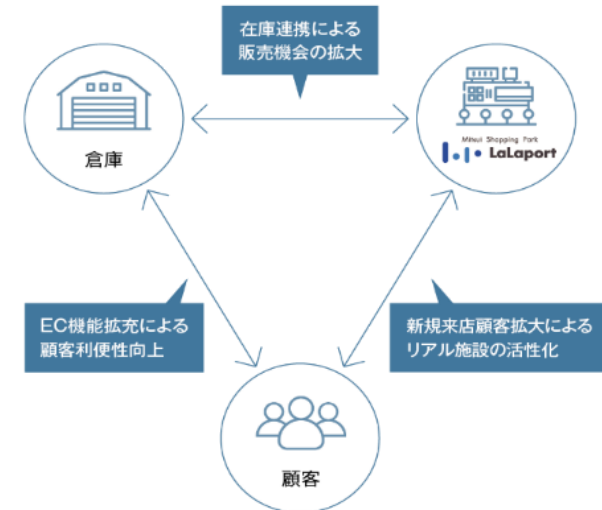 在庫連携による
販売機会の拡大
倉庫
Mitsui Shopping Park
LaLaport
EC機能拡充による
顧客利便性向上
新規来店顧客拡大による
リアル施設の活性化
顧客